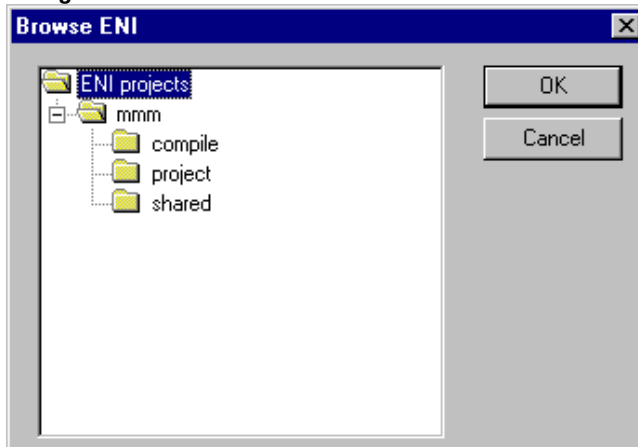 Browse ENI
ENI projects
mmm
compile
project
shared
OK
Cancel